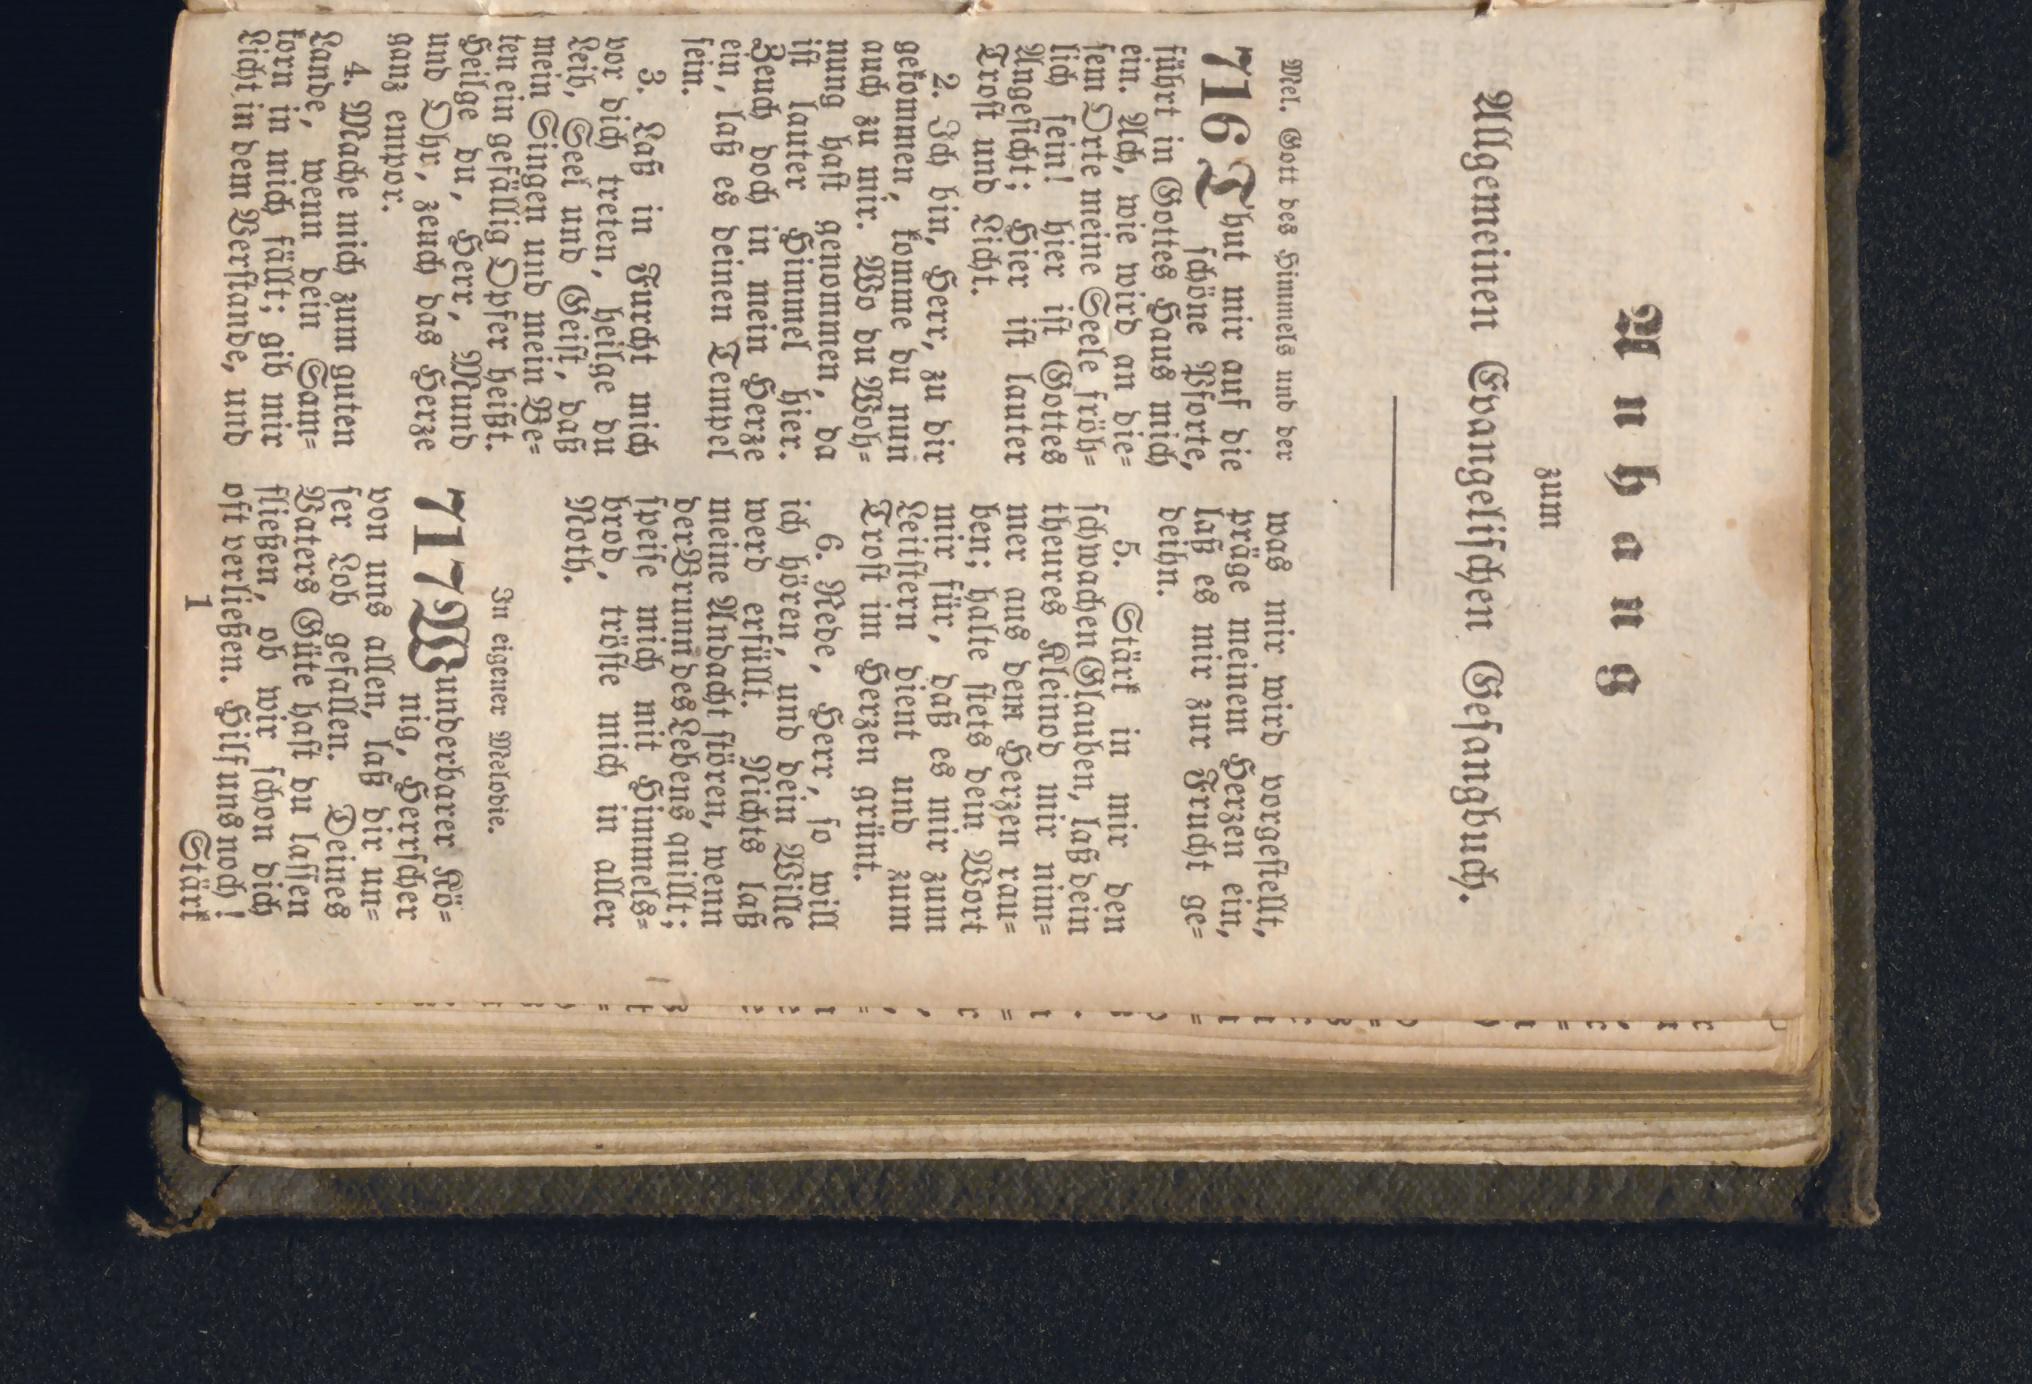 Anhang
zum
Allgemeinen Evangelischen Gesangbuch.
Mel. Gott des Himmels und der
716 Thut mir auf die
schöne Pforte,
führt in Gottes Haus mich
ein. Ach, wie wird an die=
sem Orte meine Seele fröh=
lich sein! hier ist Gottes
Angesicht; Hier ist lauter
Trost und Licht.
2. Ich bin, Herr, zu dir
gekommen, komme du nun
auch zu mir. Wo du Woh=
nung hast genommen, da
ist lauter Himmel hier.
Zeuch doch in mein Herze
ein, laß es deinen Tempel
sein.
3. Laß in Furcht mich
vor dich treten, heilge du
Leib, Seel und Geist, daß
mein Singen und mein Be=
ten ein gefällig Opfer heißt.
Heilge du, Herr, Mund
und Ohr, zeuch das Herze
ganz empor.
4. Mache mich zum guten
Lande, wenn dein Sam=
korn in mich fällt; gib mir
Licht in dem Verstande, und
was mir wird vorgestellt,
präge meinem Herzen ein,
laß es mir zur Frucht ge=
deihn.
5. Stärk in mir den
schwachen Glauben, laß dein
theures Kleinod mir nim=
mer aus dem Herzen rau=
ben; halte stets dein Wort
mir für, daß es mir zum
Leitstern dient und zum
Trost im Herzen grünt.
6. Rede, Herr, so will
ich hören, und dein Wille
werd erfüllt. Nichts laß
meine Andacht stören, wenn
der Brunn des Lebens quillt;
speise mich mit Himmels=
brod, tröste mich in aller
Noth.
In eigener Melodie.
717 Wunderbarer Kö=
nig, Herrscher
von uns allen, laß dir un=
ser Lob gefallen. Deines
Vaters Güte hast du lassen
fließen, ob wir schon dich
oft verließen. Hilf uns noch!
1
Stärk